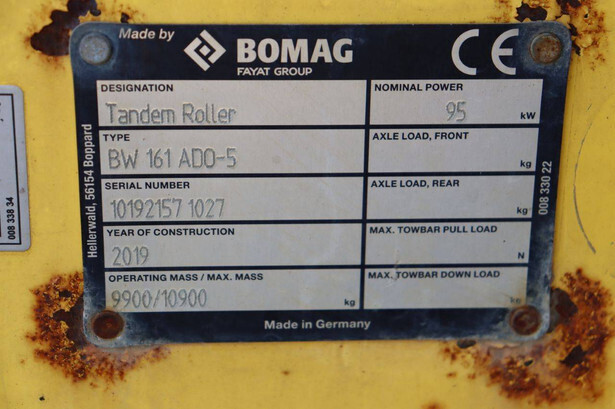 Made by BOMAG
FAYAT GROUP
CE
DESIGNATION
Tandem Roller
NOMINAL POWER
95 kW
TYPE
BW 161 ADO-5
AXLE LOAD, FRONT
kg
SERIAL NUMBER
10192157 1027
AXLE LOAD, REAR
kg
YEAR OF CONSTRUCTION
2019
MAX. TOWBAR PULL LOAD
N
OPERATING MASS / MAX. MASS
9900/10900 kg
MAX. TOWBAR DOWN LOAD
kg
Made in Germany
Hellerwald, 56154 Boppard
008 330 22
008 338 34